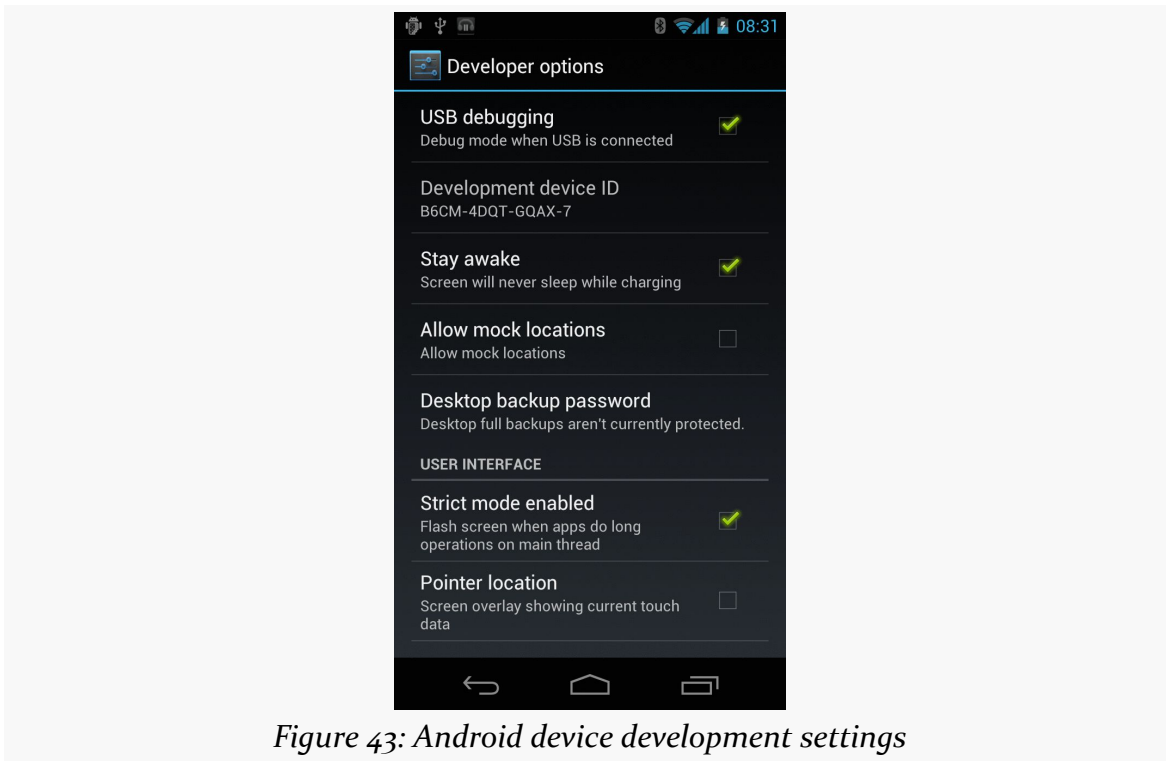 08:31
Developer options
USB debugging
Debug mode when USB is connected
Development device ID
B6CM-4DQT-GQAX-7
Stay awake
Screen will never sleep while charging
Allow mock locations
Allow mock locations
Desktop backup password
Desktop full backups aren't currently protected.
USER INTERFACE
Strict mode enabled
Flash screen when apps do long
operations on main thread
Pointer location
Screen overlay showing current touch
data
Figure 43: Android device development settings